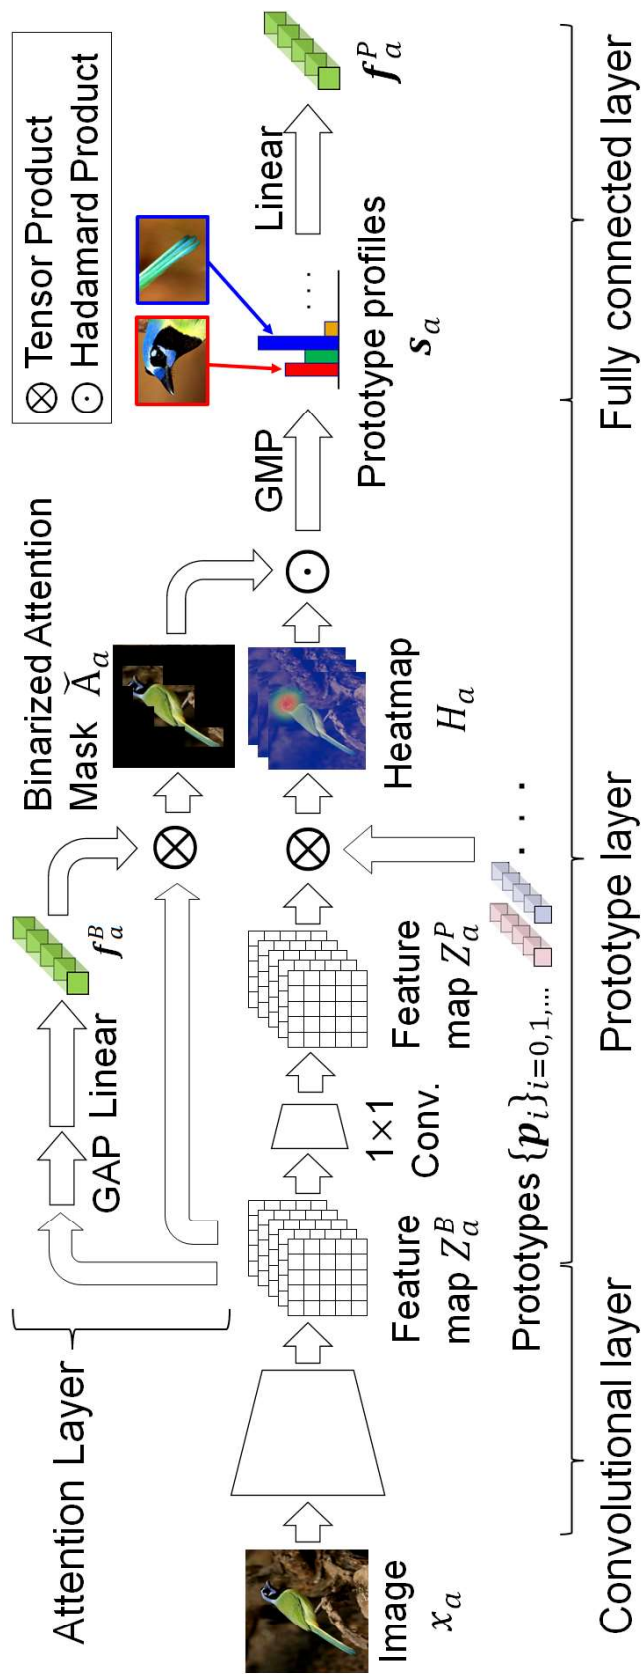 ⊗ Tensor Product
⊙ Hadamard Product
Attention Layer
GAP
Linear
f_a^B
Binarized Attention
Mask Ă_a
Image
x_a
Feature
map Z_a^B
1×1
Conv.
Feature
map Z_a^P
Heatmap
H_a
GMP
Prototype profiles
s_a
. . . .
Linear
f_a^P
Prototypes {p_i}_{i=0,1,...}
. . .
Convolutional layer
Prototype layer
Fully connected layer